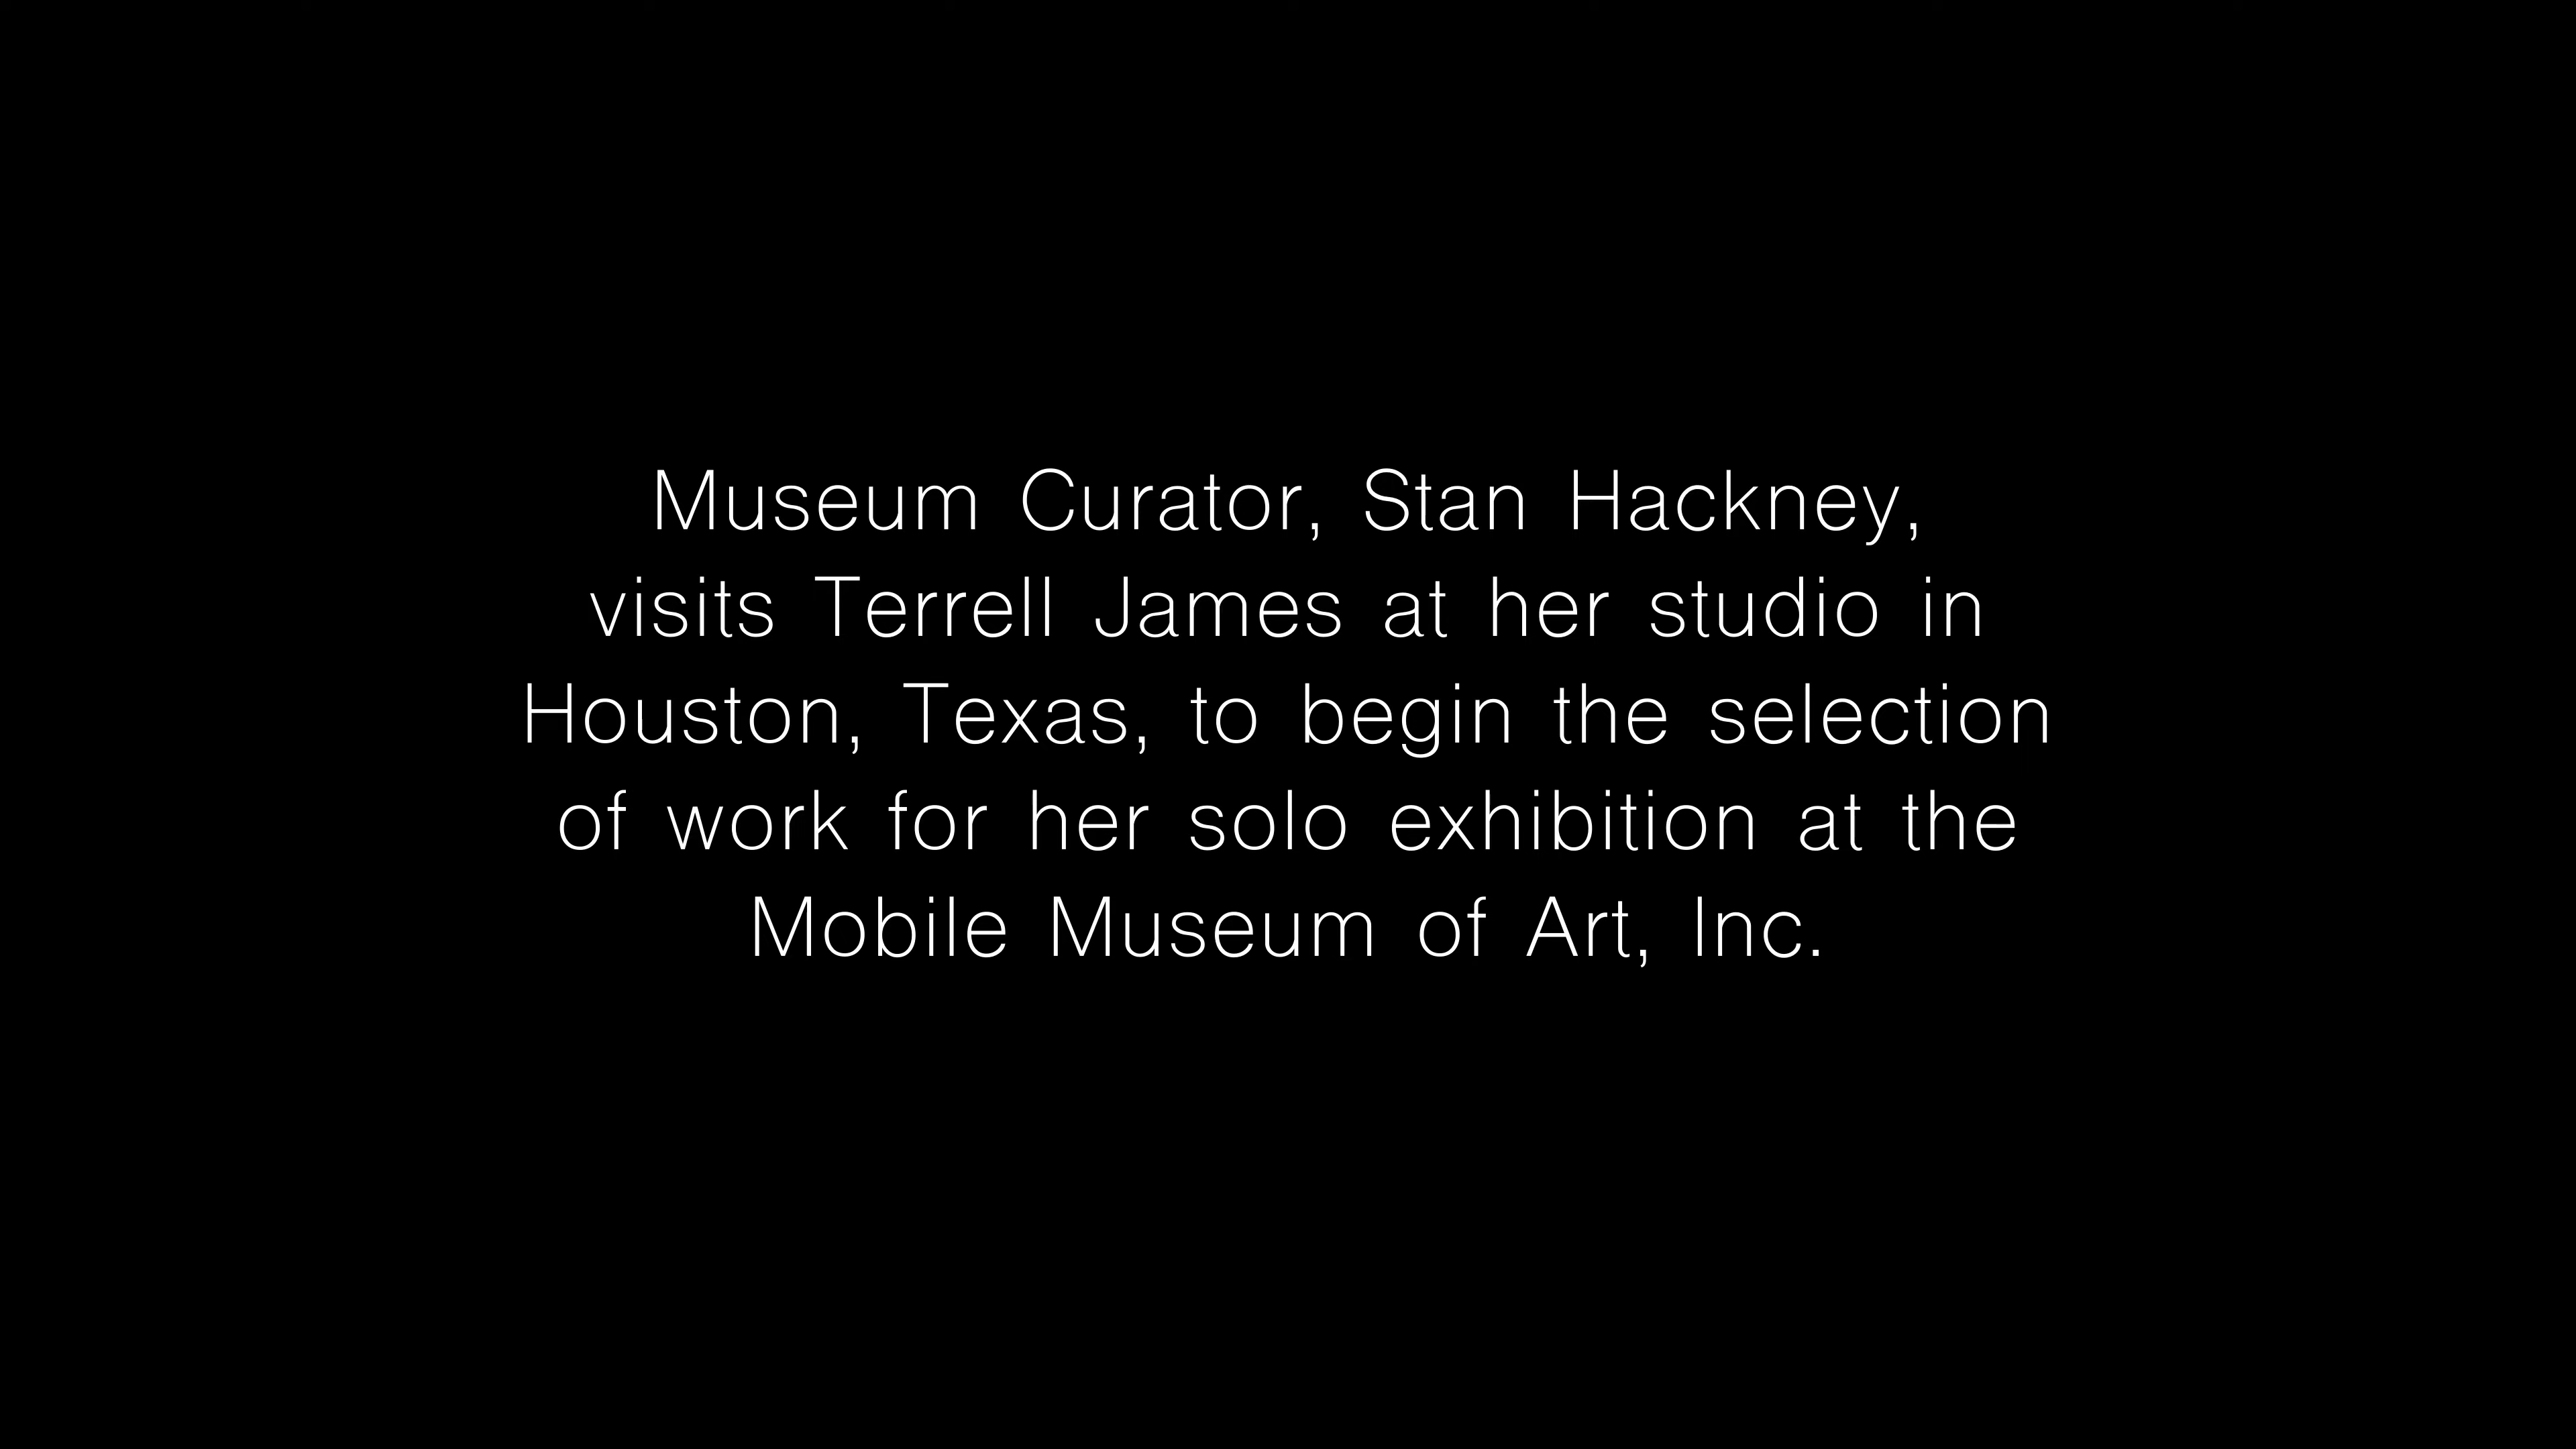 Museum Curator, Stan Hackney,
visits Terrell James at her studio in
Houston, Texas, to begin the selection
of work for her solo exhibition at the
Mobile Museum of Art, Inc.